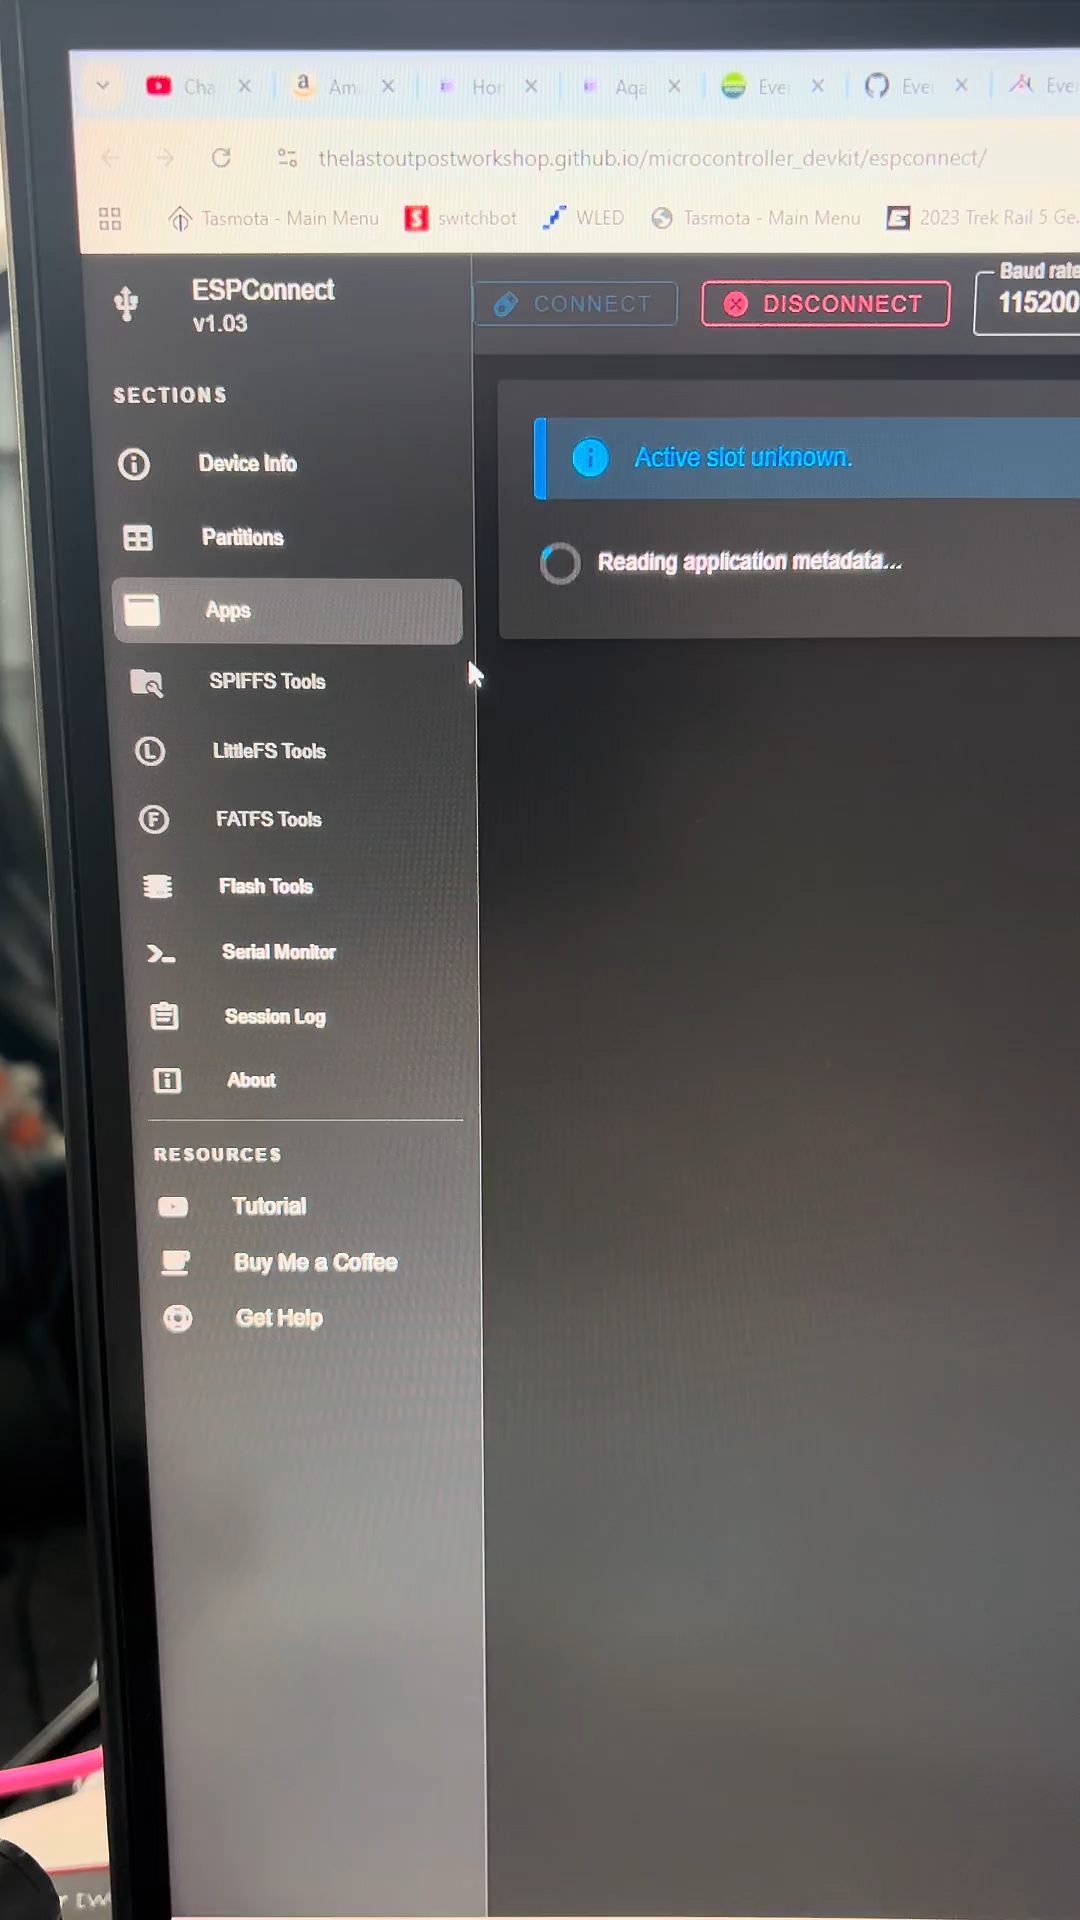 Cha
Am
Hor
Aqa
Eve
Eve
Eve
thelastoutpostworkshop.github.io/microcontroller_devkit/espconnect/
Tasmota - Main Menu
switchbot
WLED
Tasmota - Main Menu
2023 Trek Rail 5 Ge.
ESPConnect
v1.03
CONNECT
DISCONNECT
Baud rate
115200
SECTIONS
Device Info
Partitions
Apps
SPIFFS Tools
LittleFS Tools
FATFS Tools
Flash Tools
Serial Monitor
Session Log
About
RESOURCES
Tutorial
Buy Me a Coffee
Get Help
Active slot unknown.
Reading application metadata...